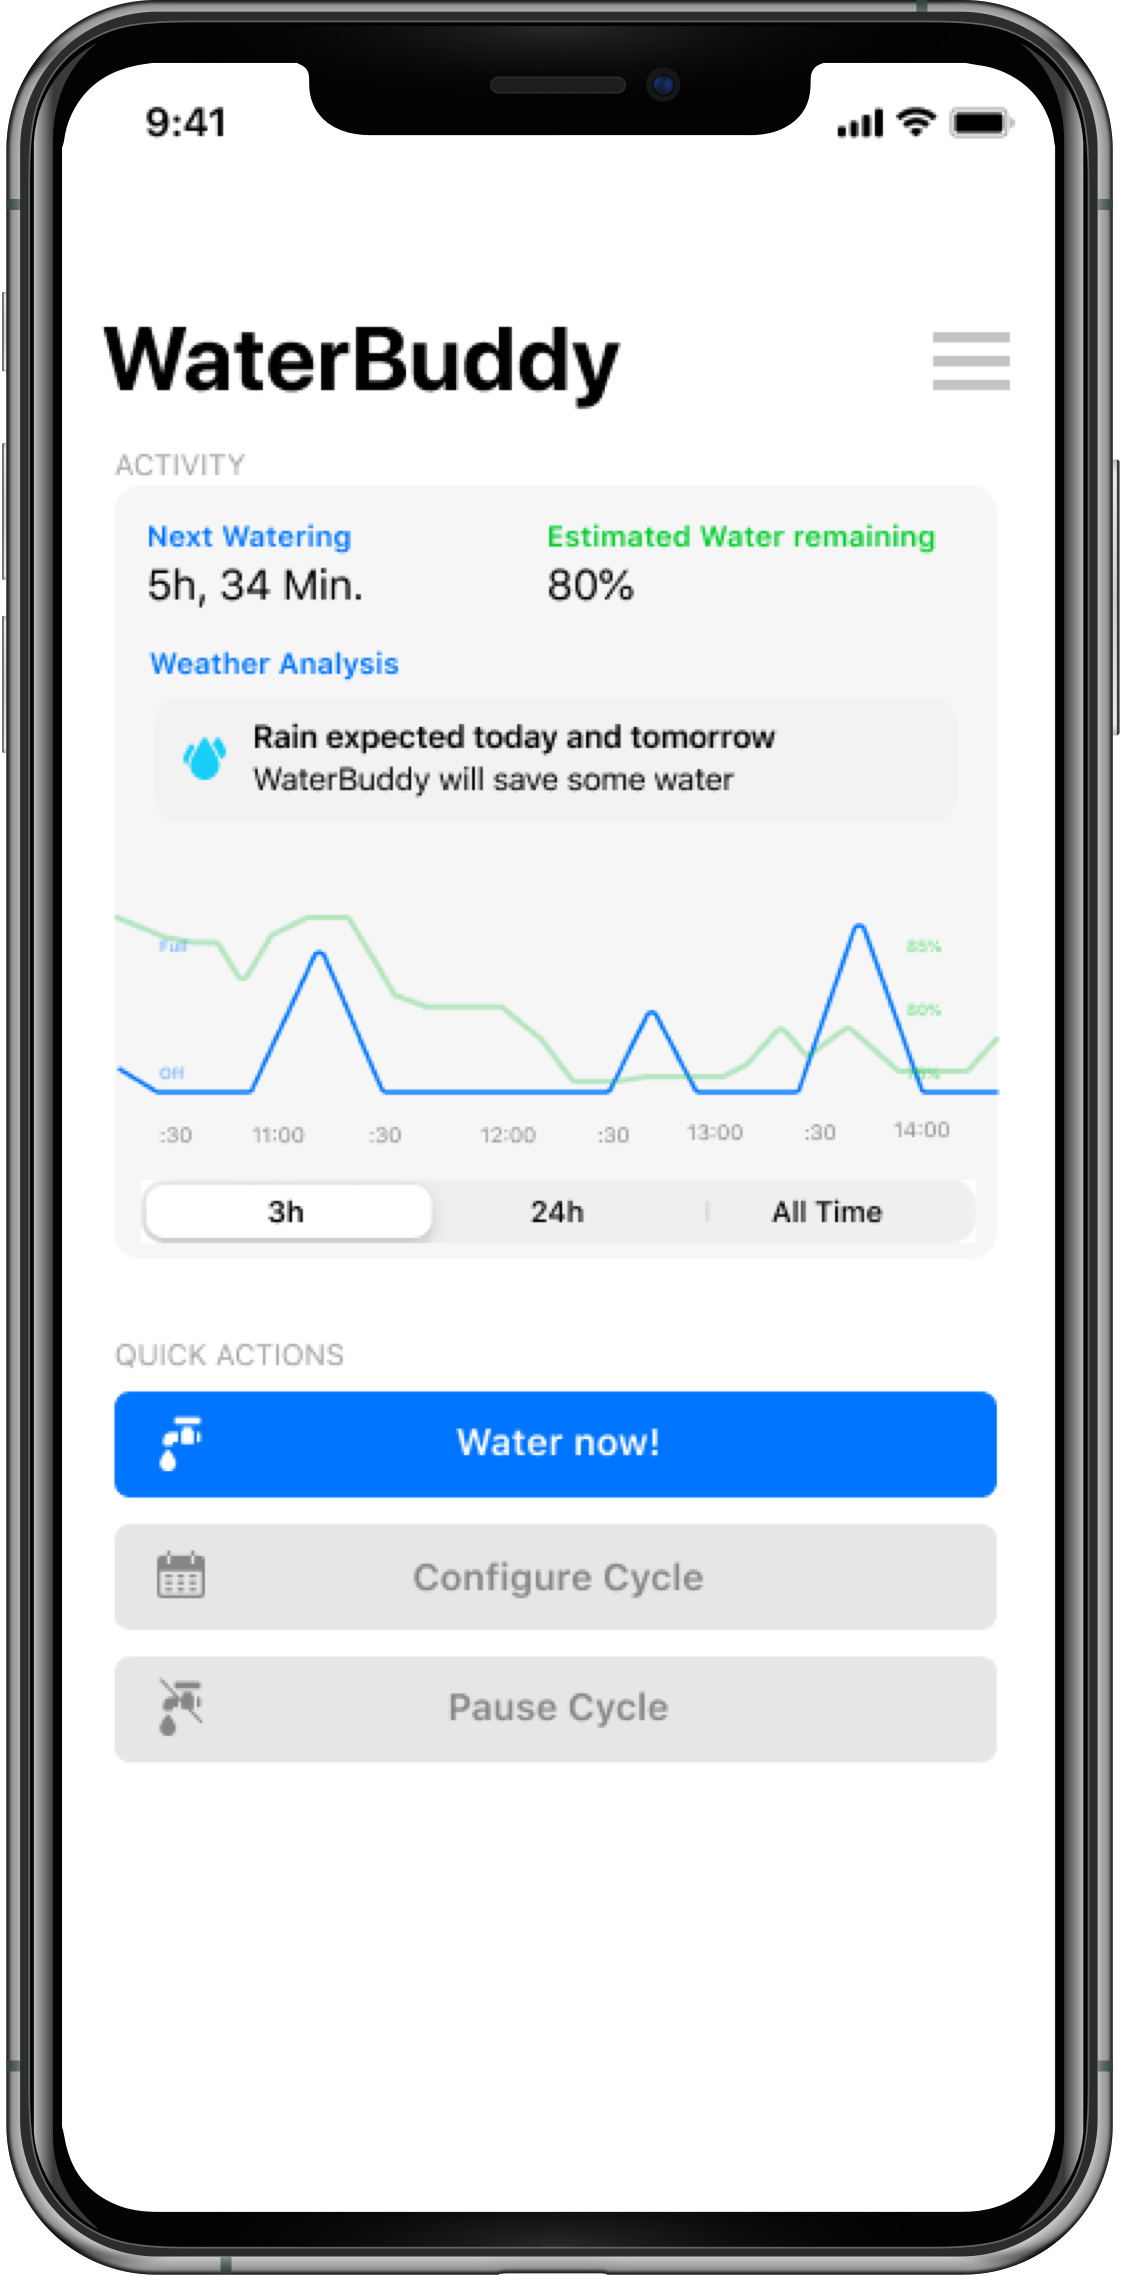 9:41
WaterBuddy
ACTIVITY
Next Watering
5h, 34 Min.
Estimated Water remaining
80%
Weather Analysis
Rain expected today and tomorrow
WaterBuddy will save some water
Full
Off
85%
80%
:30 11:00 :30 12:00 :30 13:00 :30 14:00
3h 24h All Time
QUICK ACTIONS
Water now!
Configure Cycle
Pause Cycle